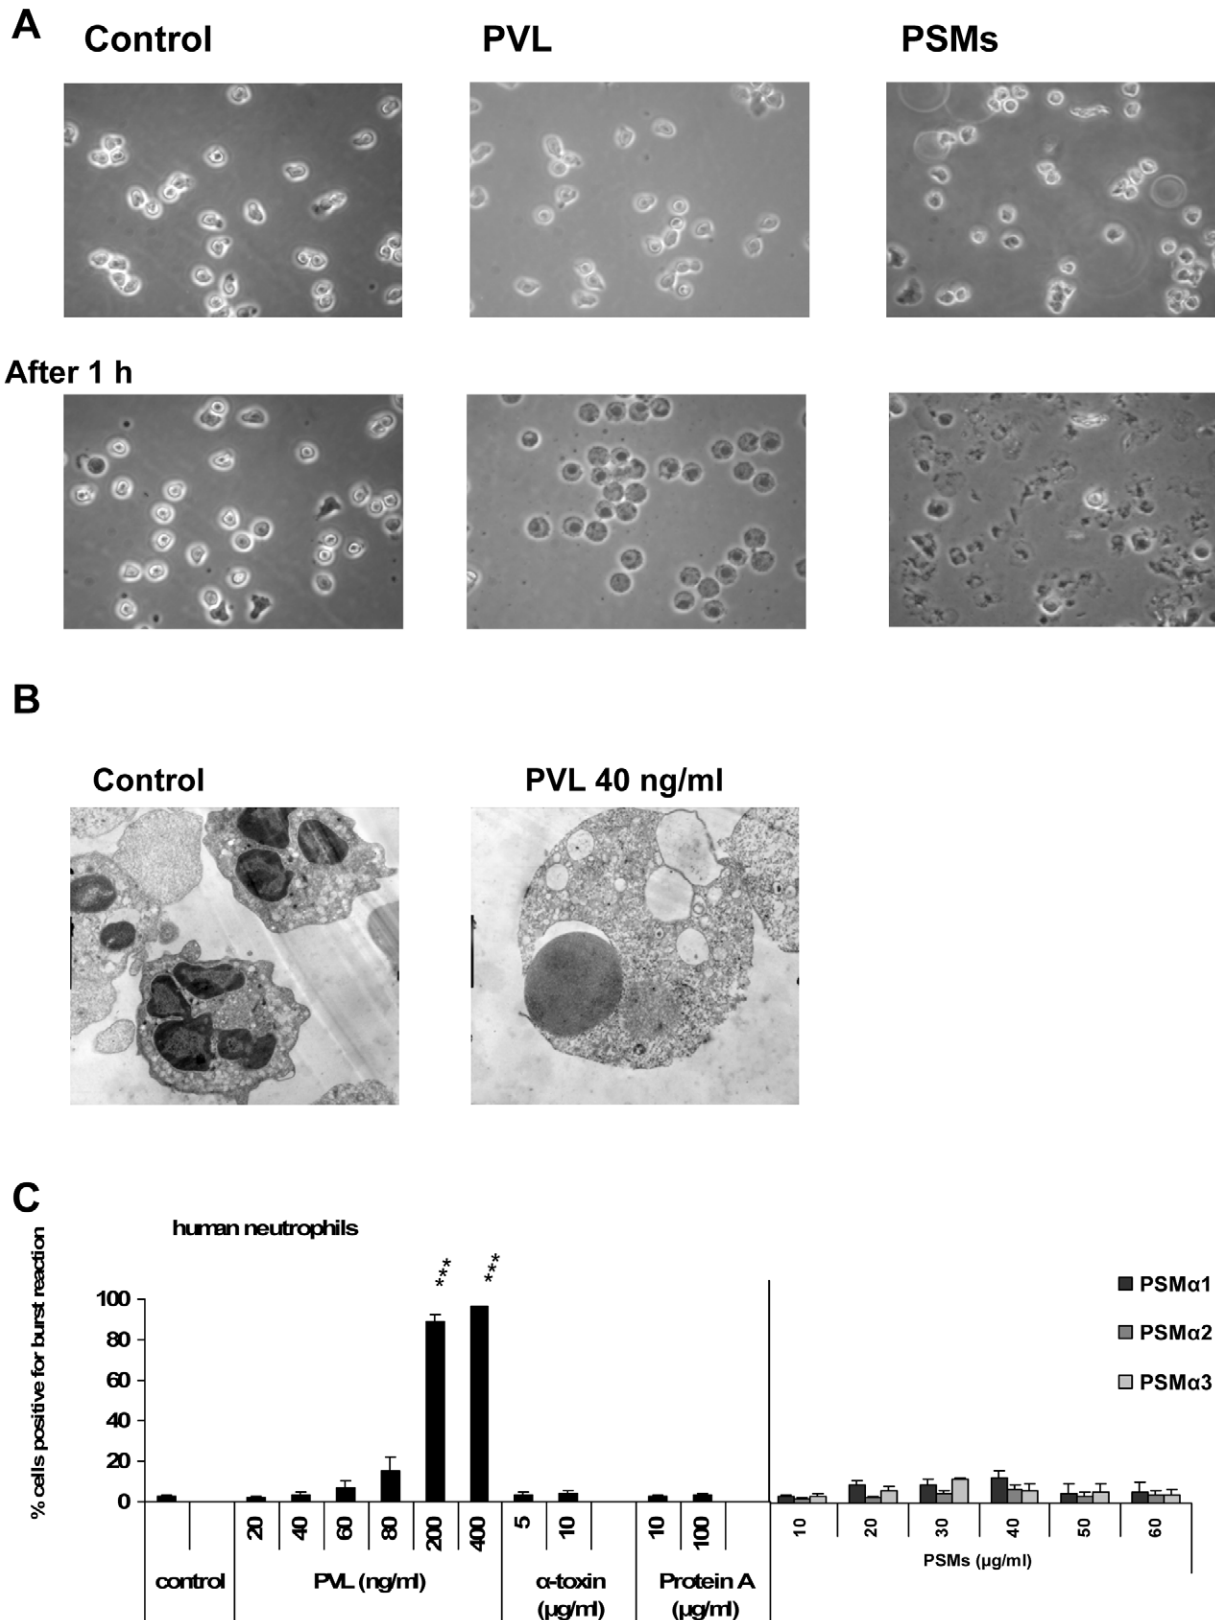 A
Control
PVL
PSMs
After 1 h
B
Control
PVL 40 ng/ml
C
human neutrophils
% cells positive for burst reaction
***
***
100
80
60
40
20
0
PSMα1
PSMα2
PSMα3
20
40
60
80
200
400
5
10
10
100
10
20
30
40
50
60
control
PVL (ng/ml)
α-toxin
(µg/ml)
Protein A
(µg/ml)
PSMs (µg/ml)